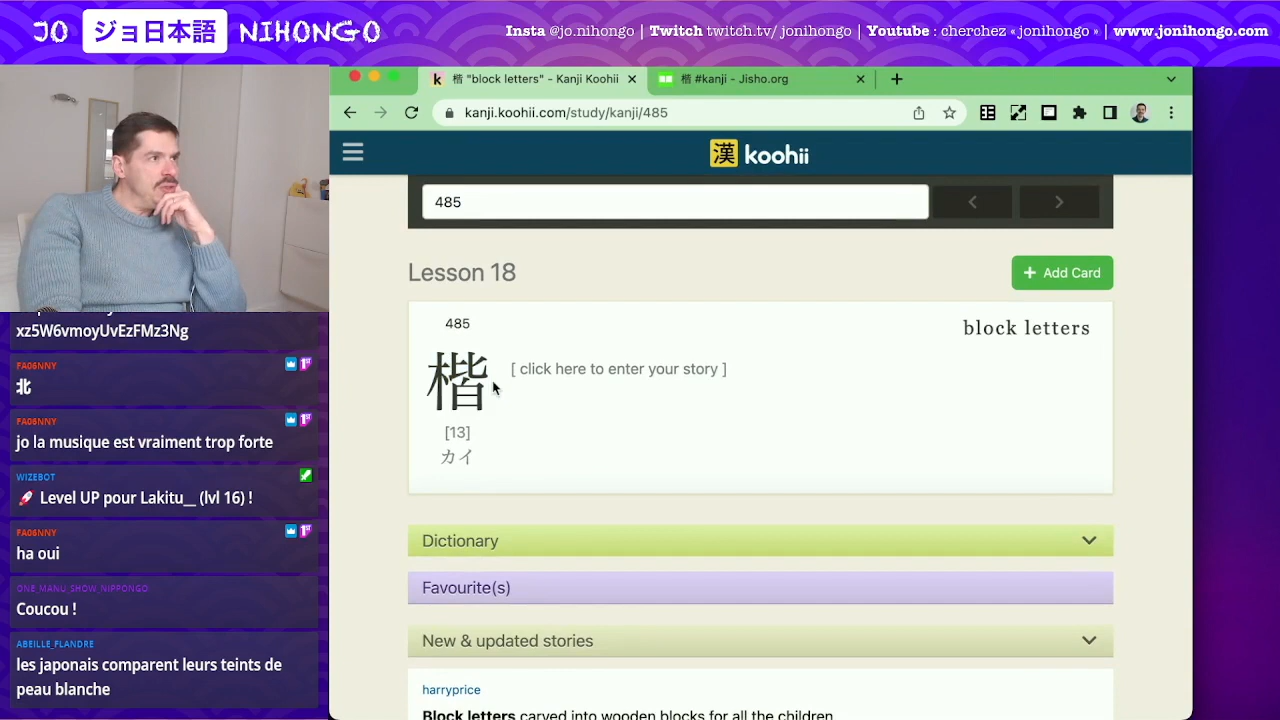 JO ジョ日本語 NIHONGO
Insta @jo.nihongo | Twitch twitch.tv/ jonihongo | Youtube : cherchez « jonihongo » | www.jonihongo.com
楷 "block letters" - Kanji Koohii
楷 #kanji - Jisho.org
kanji.koohii.com/study/kanji/485
漢 koohii
485
Lesson 18
+ Add Card
485
block letters
楷
[ click here to enter your story ]
[13]
カイ
Dictionary
Favourite(s)
New & updated stories
harryprice
Block letters carved into wooden blocks for all the children
xz5W6vmoyUvEzFMz3Ng
FA06NNY
北
FA06NNY
jo la musique est vraiment trop forte
WIZEBOT
🚀 Level UP pour Lakitu__ (lvl 16) !
FA06NNY
ha oui
ONE_MANU_SHOW_NIPPONGO
Coucou !
ABEILLE_FLANDRE
les japonais comparent leurs teints de
peau blanche